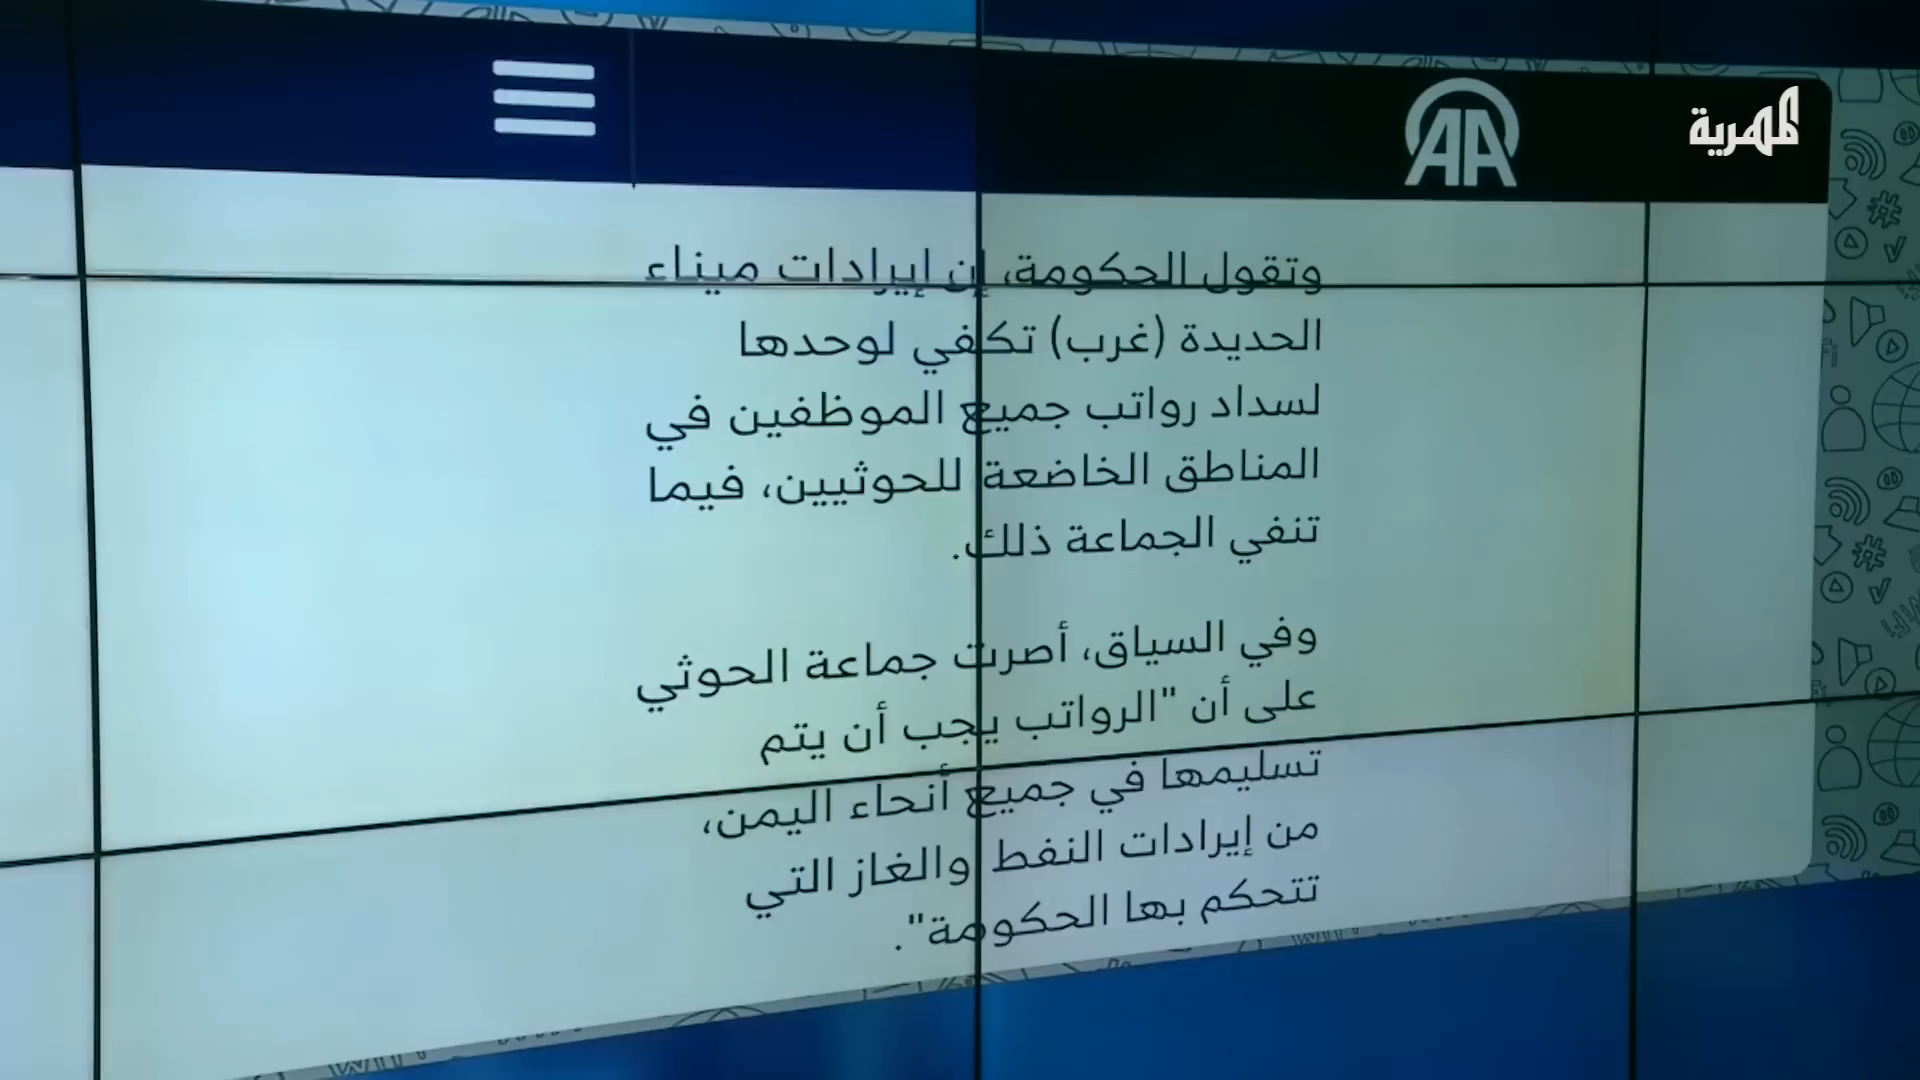 AA
المهرية
وتقول الحكومة، إن إيرادات ميناء
الحديدة (غرب) تكفي لوحدها
لسداد رواتب جميع الموظفين في
المناطق الخاضعة للحوثيين، فيما
تنفي الجماعة ذلك.
وفي السياق، أصرت جماعة الحوثي
على أن "الرواتب يجب أن يتم
تسليمها في جميع أنحاء اليمن،
من إيرادات النفط والغاز التي
تتحكم بها الحكومة".